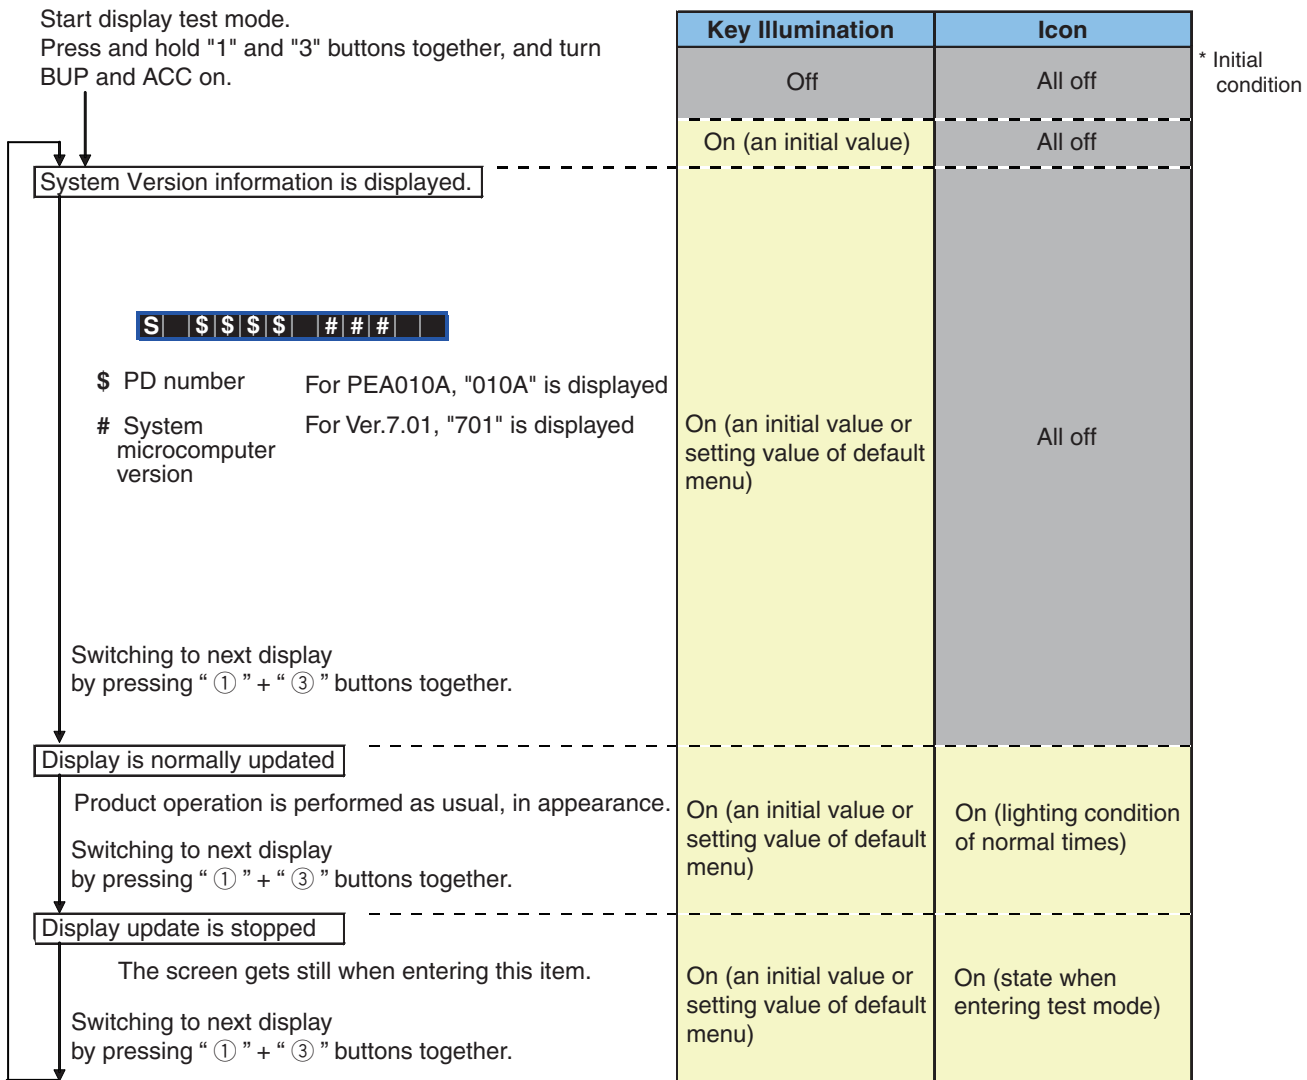 Start display test mode.
Press and hold "1" and "3" buttons together, and turn
BUP and ACC on.
Key Illumination Icon
Off All off
* Initial
condition
On (an initial value) All off
System Version information is displayed.
S $ $ $ $ # # #
$ PD number For PEA010A, "010A" is displayed
# System For Ver.7.01, "701" is displayed
microcomputer
version
On (an initial value or
setting value of default
menu)
All off
Switching to next display
by pressing “ ① ” + “ ③ ” buttons together.
Display is normally updated
Product operation is performed as usual, in appearance.
Switching to next display
by pressing “ ① ” + “ ③ ” buttons together.
On (an initial value or
setting value of default
menu)
On (lighting condition
of normal times)
Display update is stopped
The screen gets still when entering this item.
Switching to next display
by pressing “ ① ” + “ ③ ” buttons together.
On (an initial value or
setting value of default
menu)
On (state when
entering test mode)